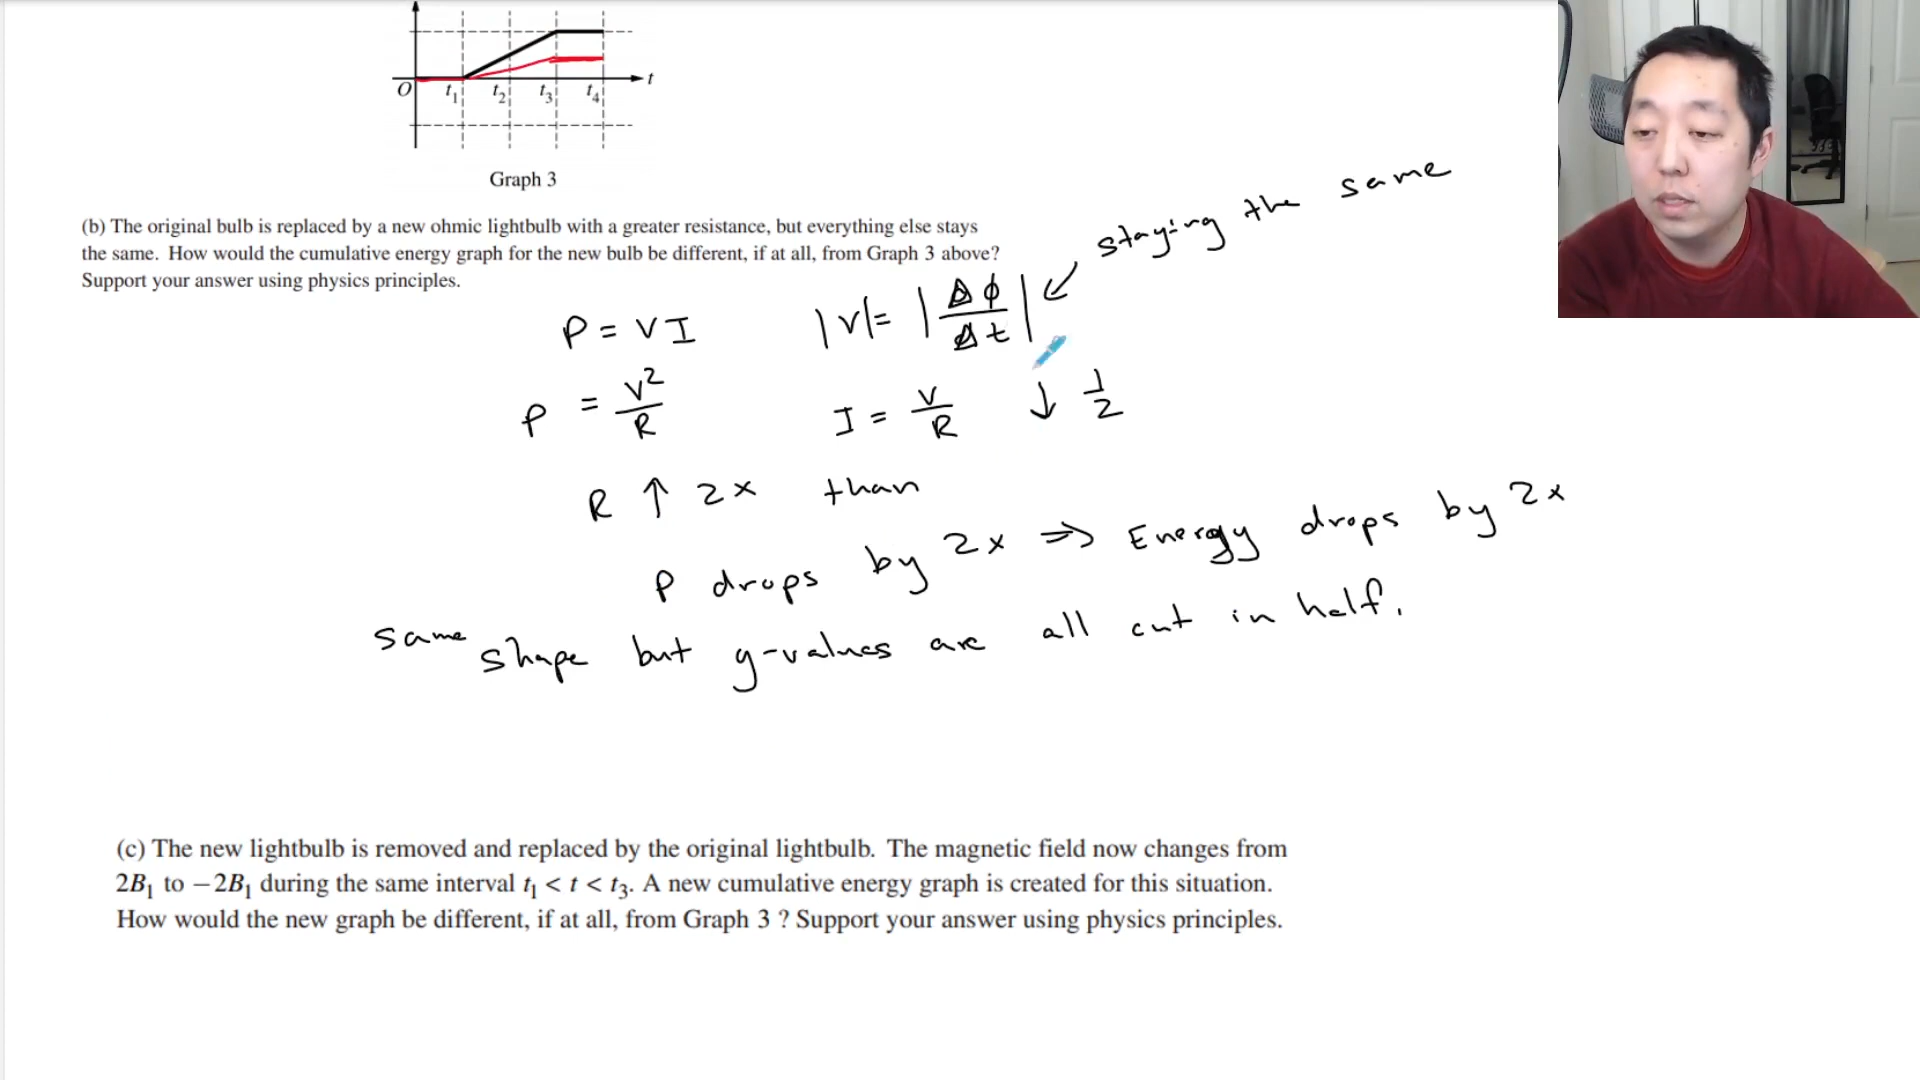 O t₁ t₂ t₃ t₄ t
Graph 3
(b) The original bulb is replaced by a new ohmic lightbulb with a greater resistance, but everything else stays
the same. How would the cumulative energy graph for the new bulb be different, if at all, from Graph 3 above?
Support your answer using physics principles.
staying the same
P = VI |V| = |Δϕ/Δt|
P = V²/R I = V/R ↓ 1/2
R ↑ 2x than
P drops by 2x ⇒ Energy drops by 2x
same shape but y-values are all cut in half.
(c) The new lightbulb is removed and replaced by the original lightbulb. The magnetic field now changes from
2B₁ to −2B₁ during the same interval t₁ < t < t₃. A new cumulative energy graph is created for this situation.
How would the new graph be different, if at all, from Graph 3 ? Support your answer using physics principles.